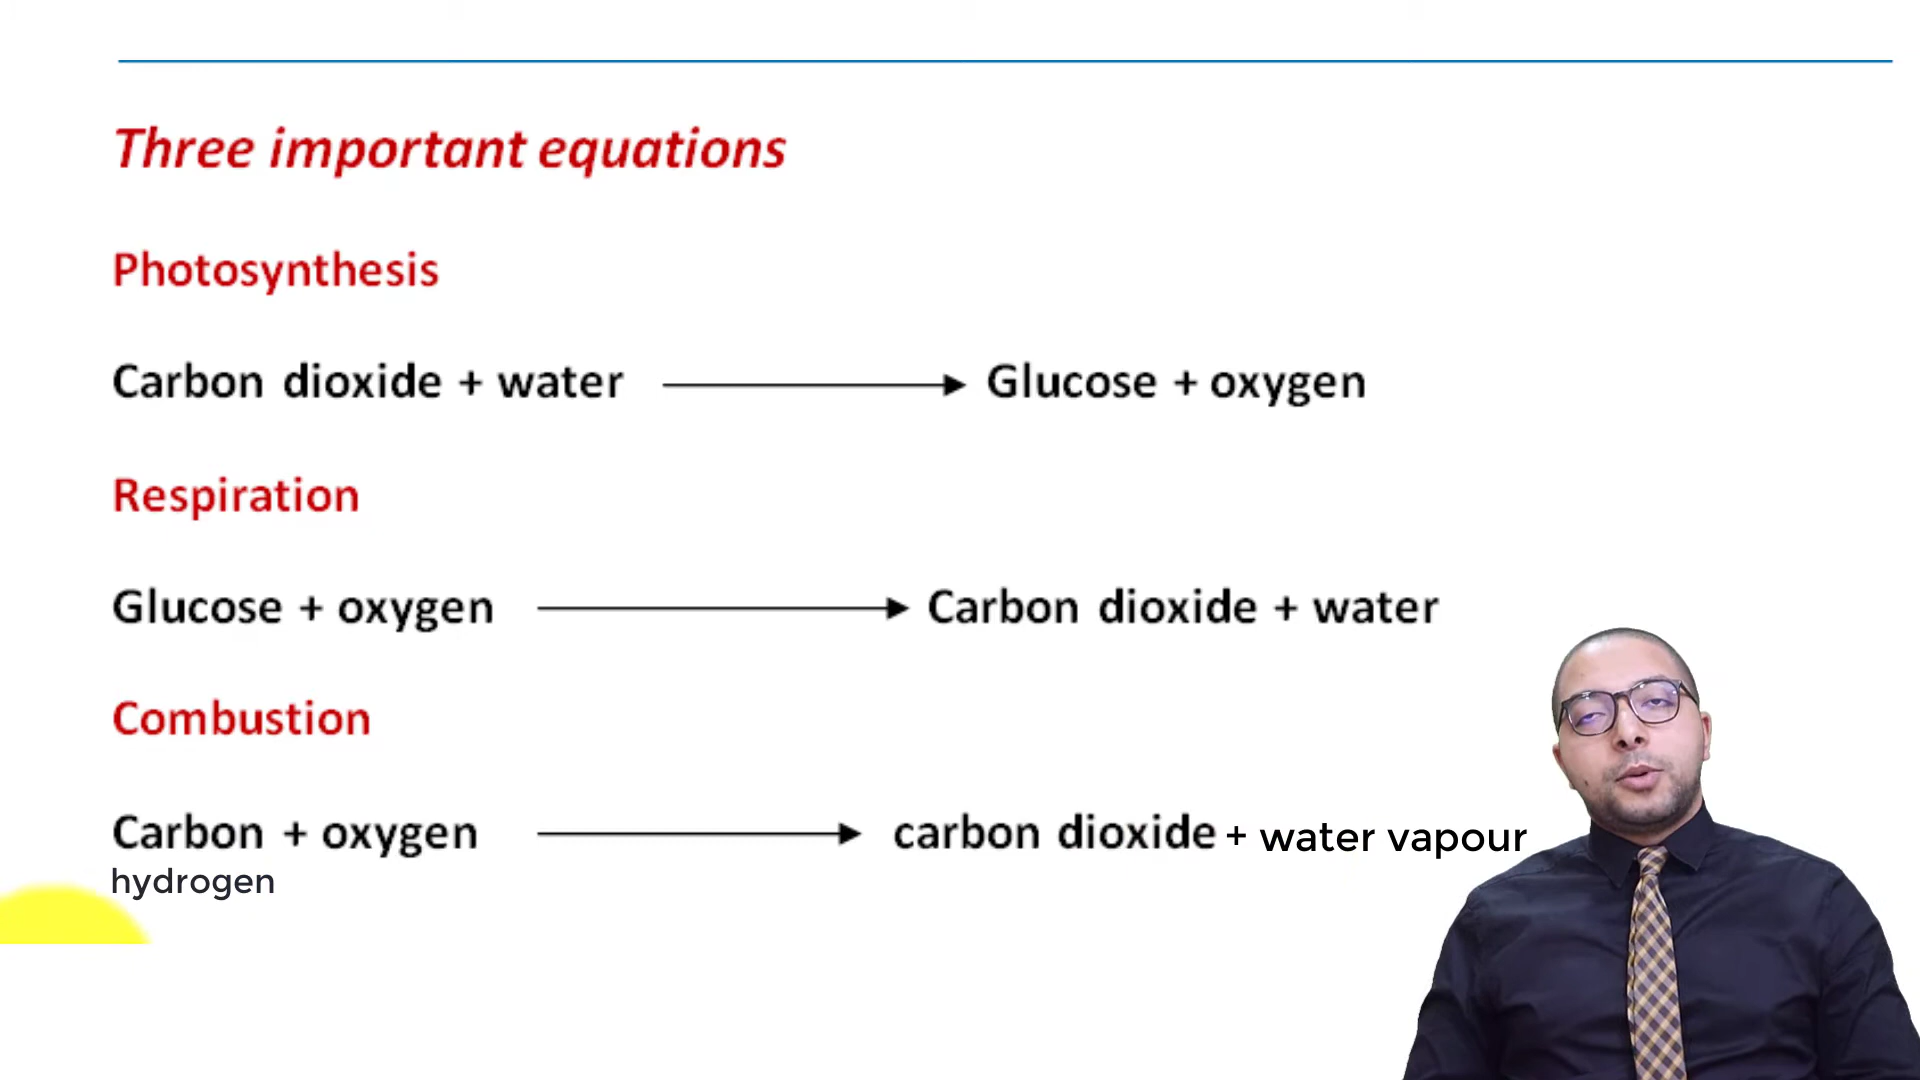 Three important equations
Photosynthesis
Carbon dioxide + water → Glucose + oxygen
Respiration
Glucose + oxygen → Carbon dioxide + water
Combustion
Carbon + oxygen → carbon dioxide + water vapour
hydrogen